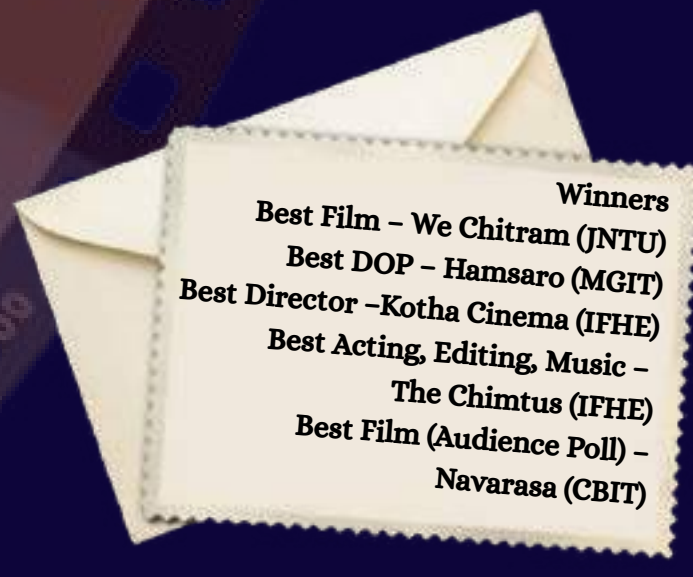 Winners
Best Film – We Chitram (JNTU)
Best DOP – Hamsaro (MGIT)
Best Director –Kotha Cinema (IFHE)
Best Acting, Editing, Music –
The Chimtus (IFHE)
Best Film (Audience Poll) –
Navarasa (CBIT)